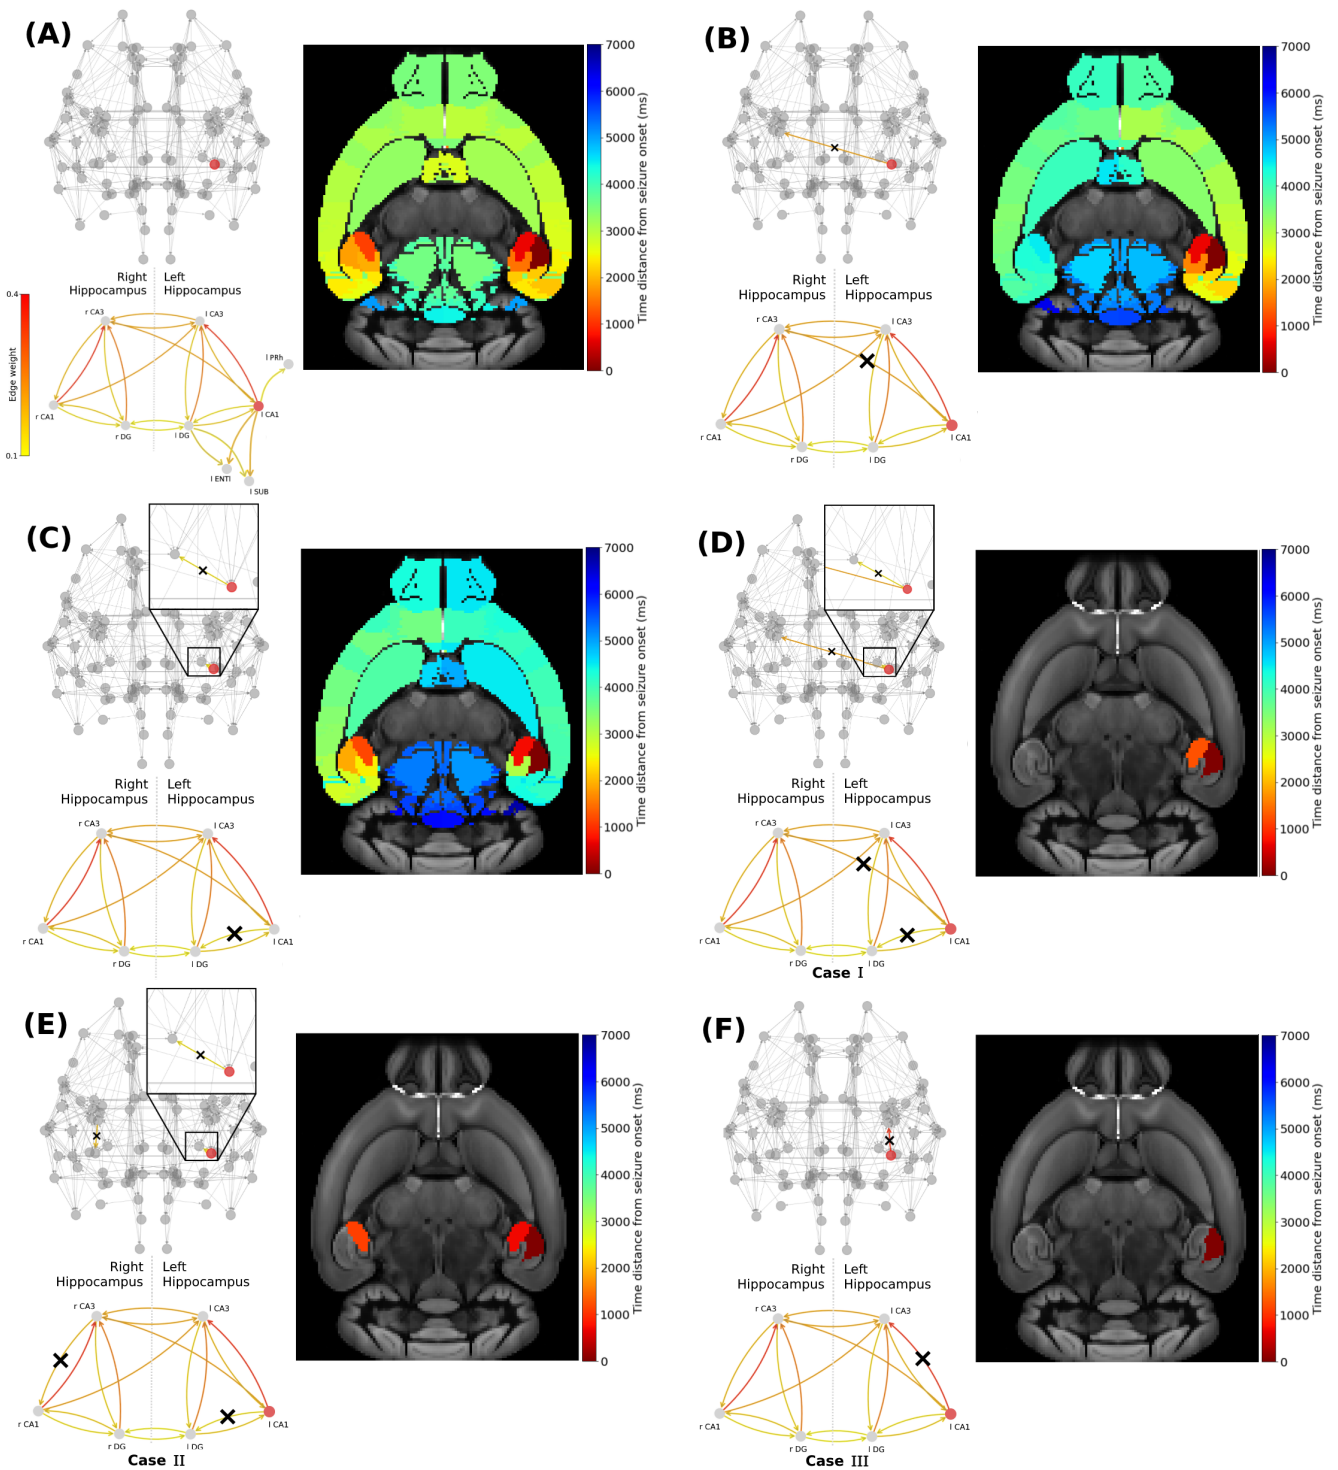 (A)
Right
Hippocampus
Left
Hippocampus
0.4
Edge weight
0.1
r CA3
l CA3
l PRh
r CA1
l CA1
r DG
l DG
l ENTl
l SUB
7000
6000
5000
4000
3000
2000
1000
0
Time distance from seizure onset (ms)
(B)
Right
Hippocampus
Left
Hippocampus
r CA3
l CA3
r CA1
l CA1
r DG
l DG
7000
6000
5000
4000
3000
2000
1000
0
Time distance from seizure onset (ms)
(C)
Right
Hippocampus
Left
Hippocampus
r CA3
l CA3
r CA1
l CA1
r DG
l DG
7000
6000
5000
4000
3000
2000
1000
0
Time distance from seizure onset (ms)
(D)
Right
Hippocampus
Left
Hippocampus
r CA3
l CA3
r CA1
l CA1
r DG
l DG
Case I
7000
6000
5000
4000
3000
2000
1000
0
Time distance from seizure onset (ms)
(E)
Right
Hippocampus
Left
Hippocampus
r CA3
l CA3
r CA1
l CA1
r DG
l DG
Case II
7000
6000
5000
4000
3000
2000
1000
0
Time distance from seizure onset (ms)
(F)
Right
Hippocampus
Left
Hippocampus
r CA3
l CA3
r CA1
l CA1
r DG
l DG
Case III
7000
6000
5000
4000
3000
2000
1000
0
Time distance from seizure onset (ms)